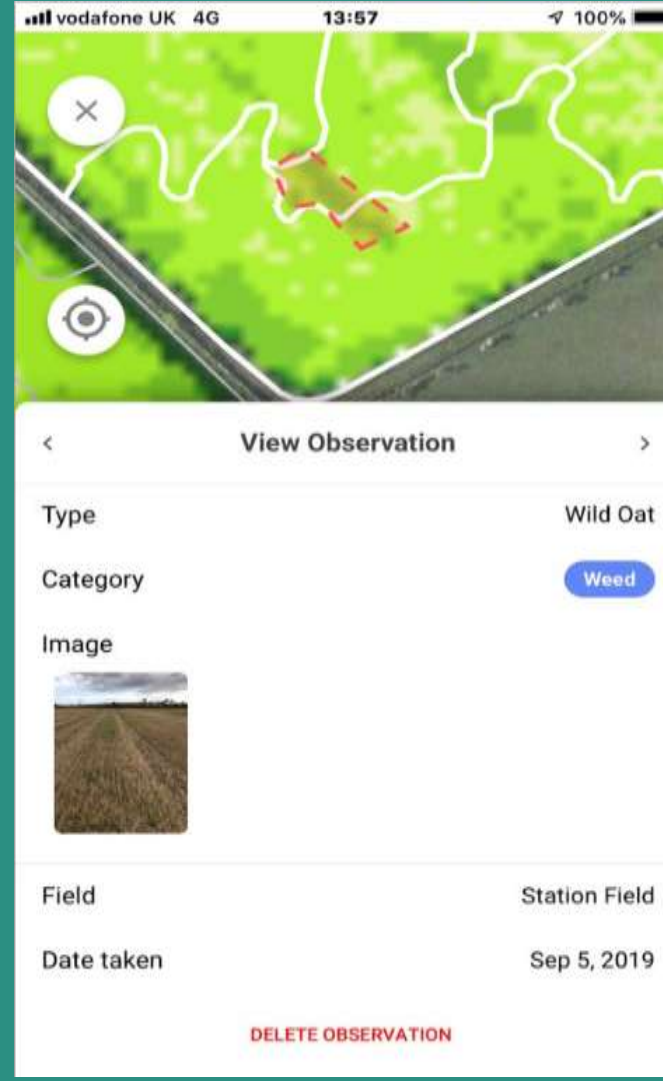 vodafone UK 4G 13:57 100%
View Observation
Type Wild Oat
Category Weed
Image
Field Station Field
Date taken Sep 5, 2019
DELETE OBSERVATION